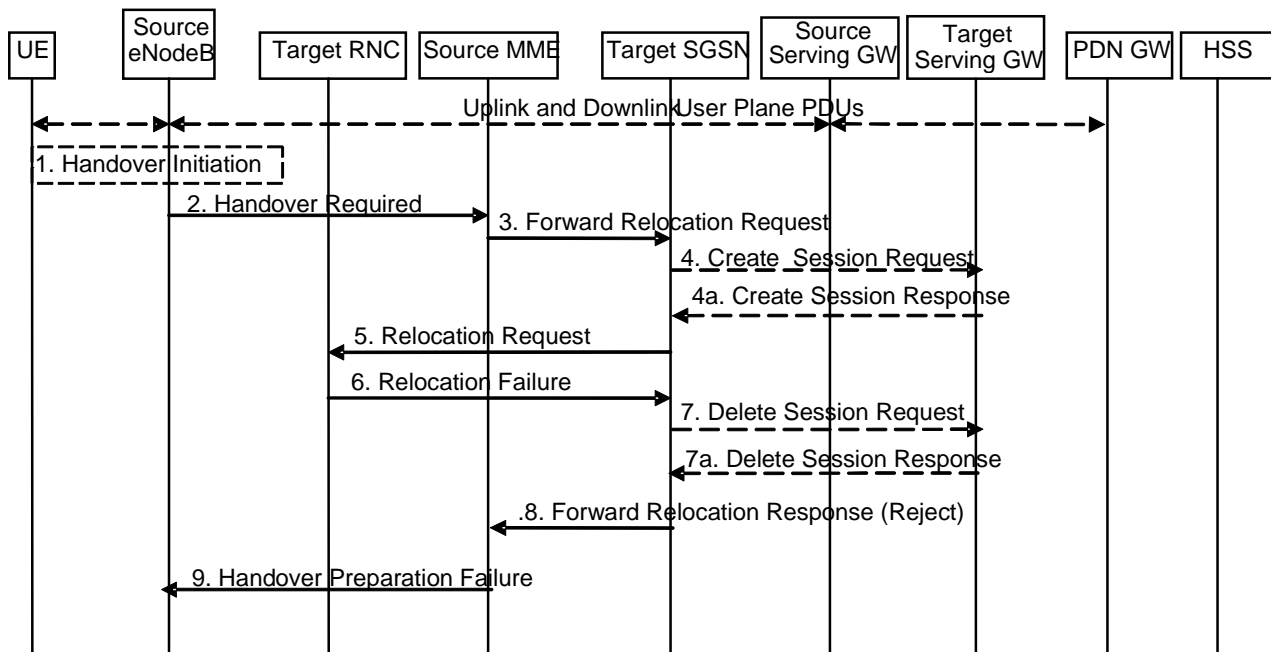 UE
Source
eNodeB
Target RNC
Source MME
Target SGSN
Source
Serving GW
Target
Serving GW
PDN GW
HSS
Uplink and Downlink User Plane PDUs
1. Handover Initiation
2. Handover Required
3. Forward Relocation Request
4. Create Session Request
4a. Create Session Response
5. Relocation Request
6. Relocation Failure
7. Delete Session Request
7a. Delete Session Response
.8. Forward Relocation Response (Reject)
9. Handover Preparation Failure